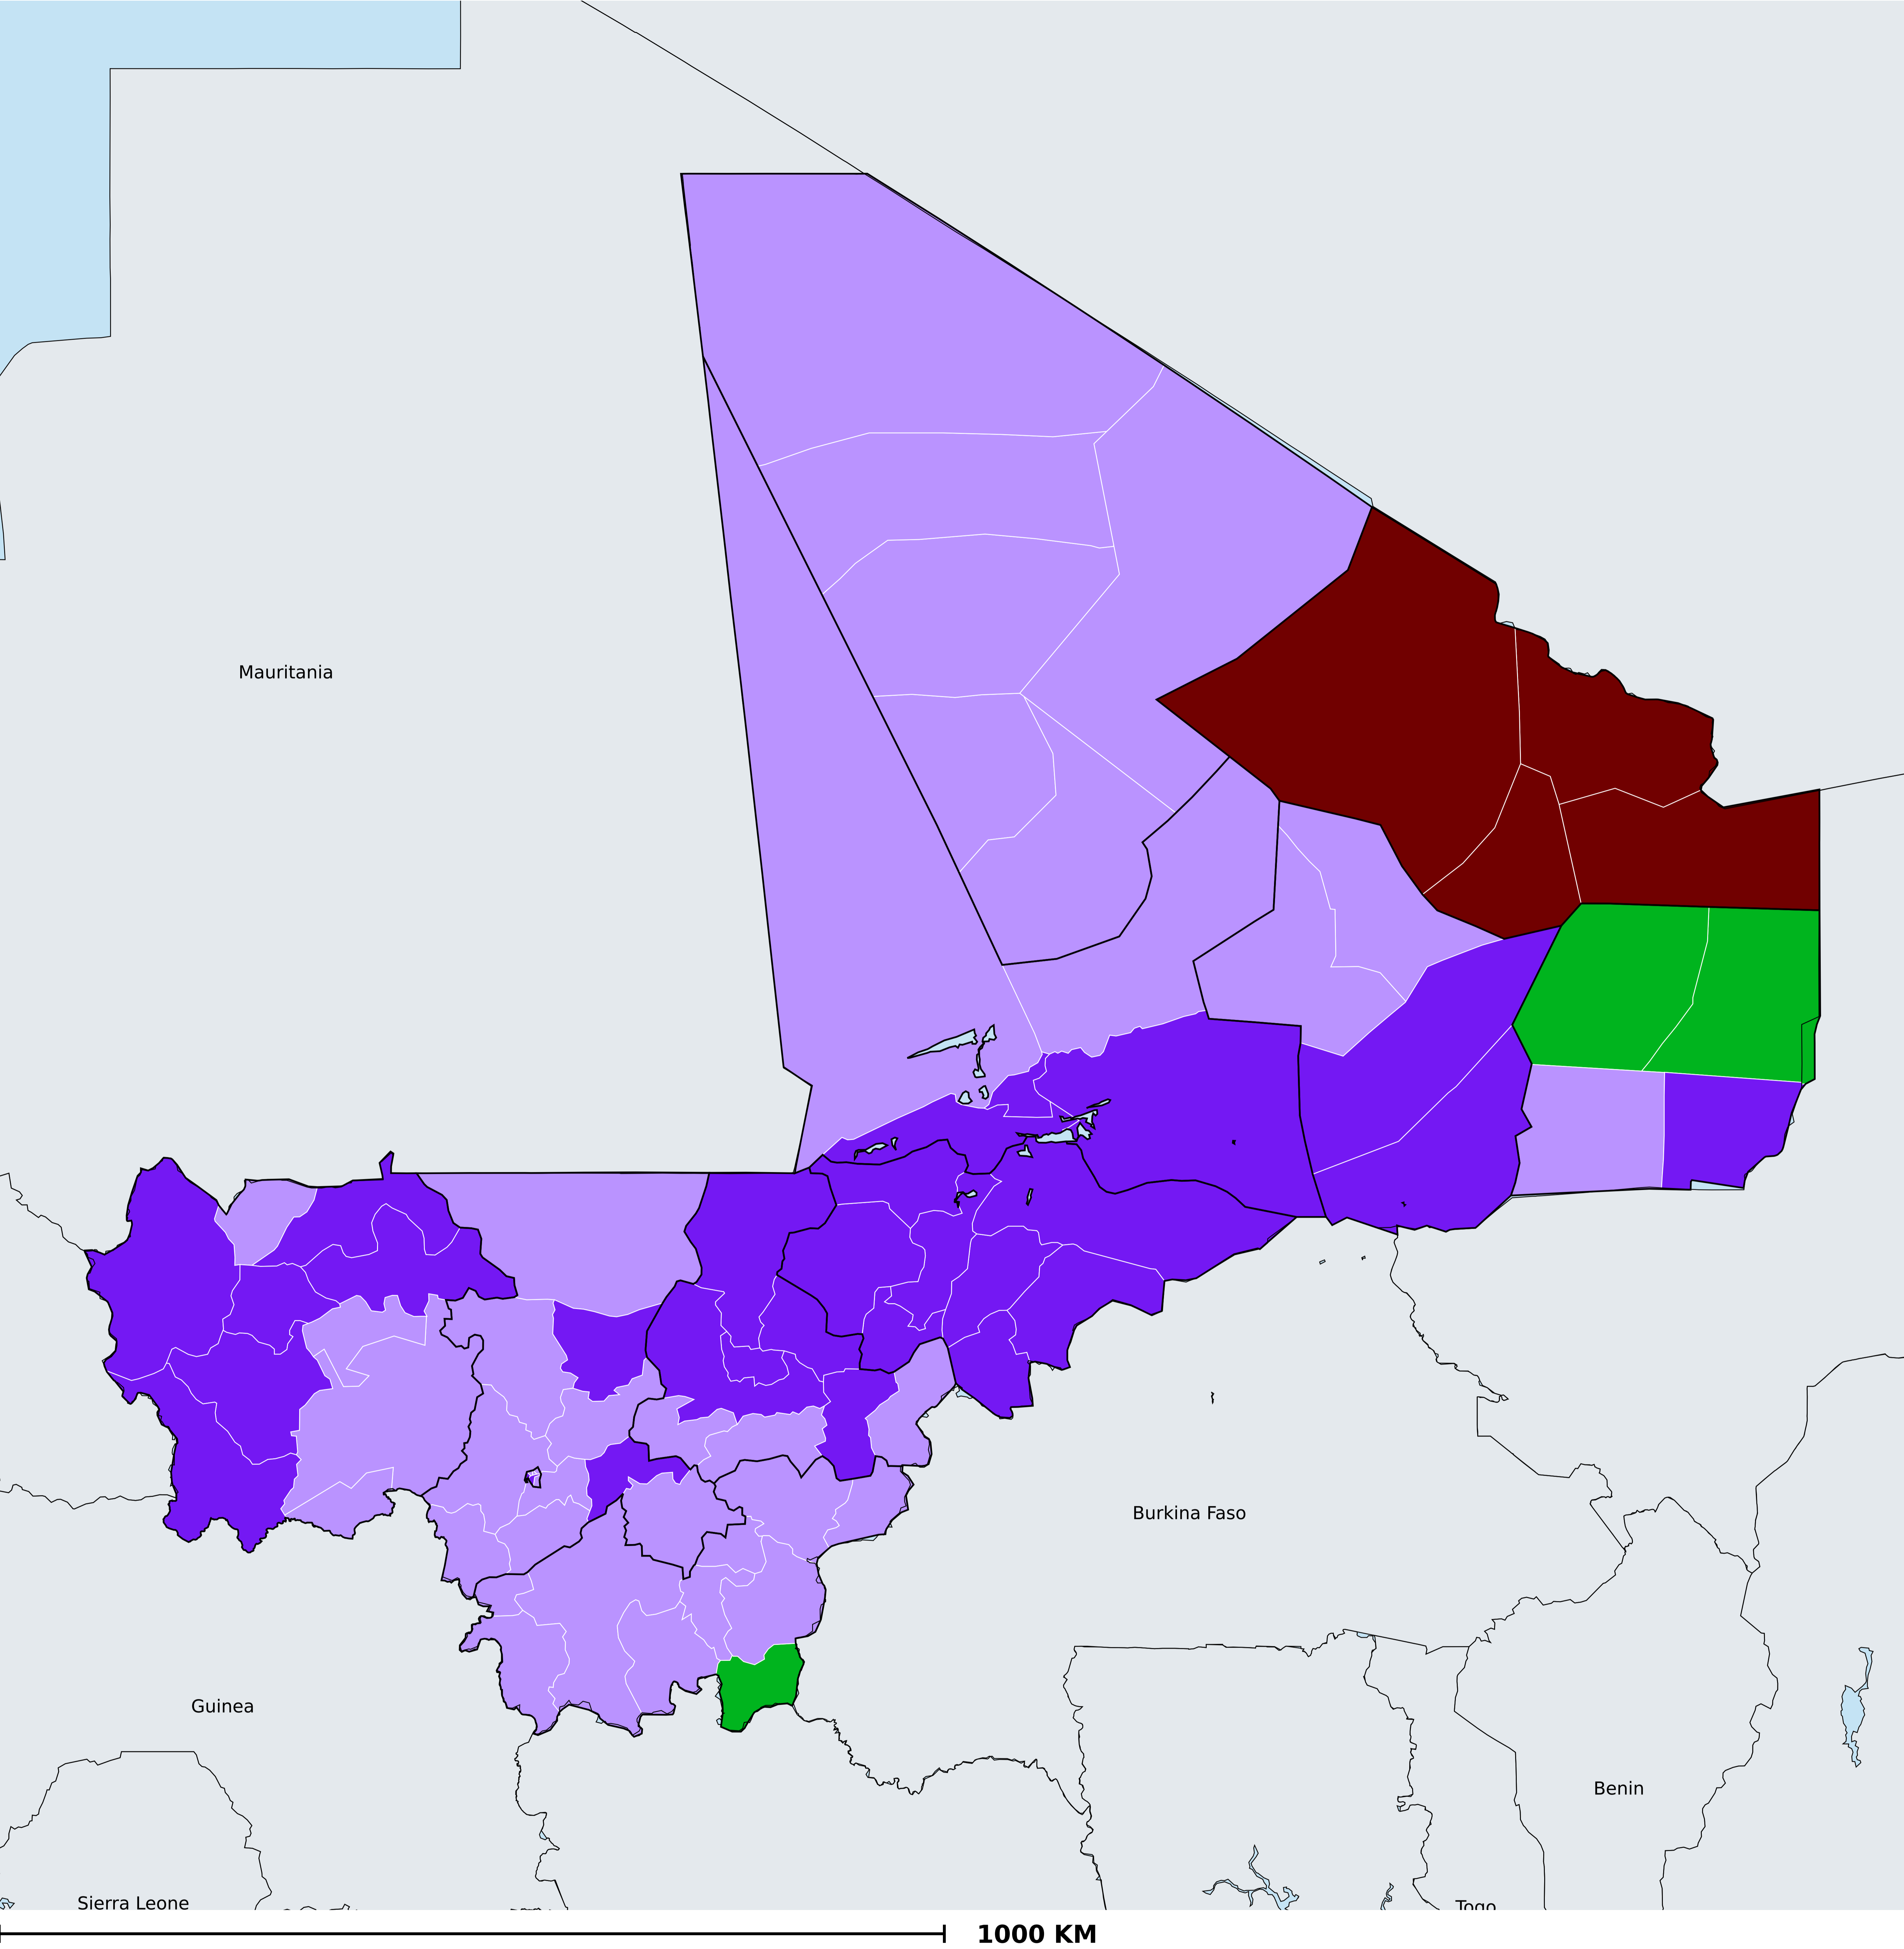 Mauritania
Burkina Faso
Guinea
Benin
Sierra Leone
Togo
1000 KM